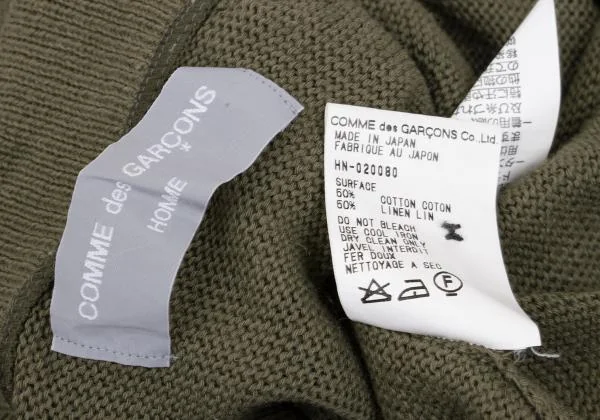 COMME des GARÇONS
*
HOMME
COMME des GARÇONS Co.,Ltd.
MADE IN JAPAN
FABRIQUE AU JAPON
HN-020080
SURFACE
50% COTTON COTON
50% LINEN LIN
DO NOT BLEACH
USE COOL IRON
DRY CLEAN ONLY
JAVEL INTERDIT
FER DOUX
NETTOYAGE A SEC
F